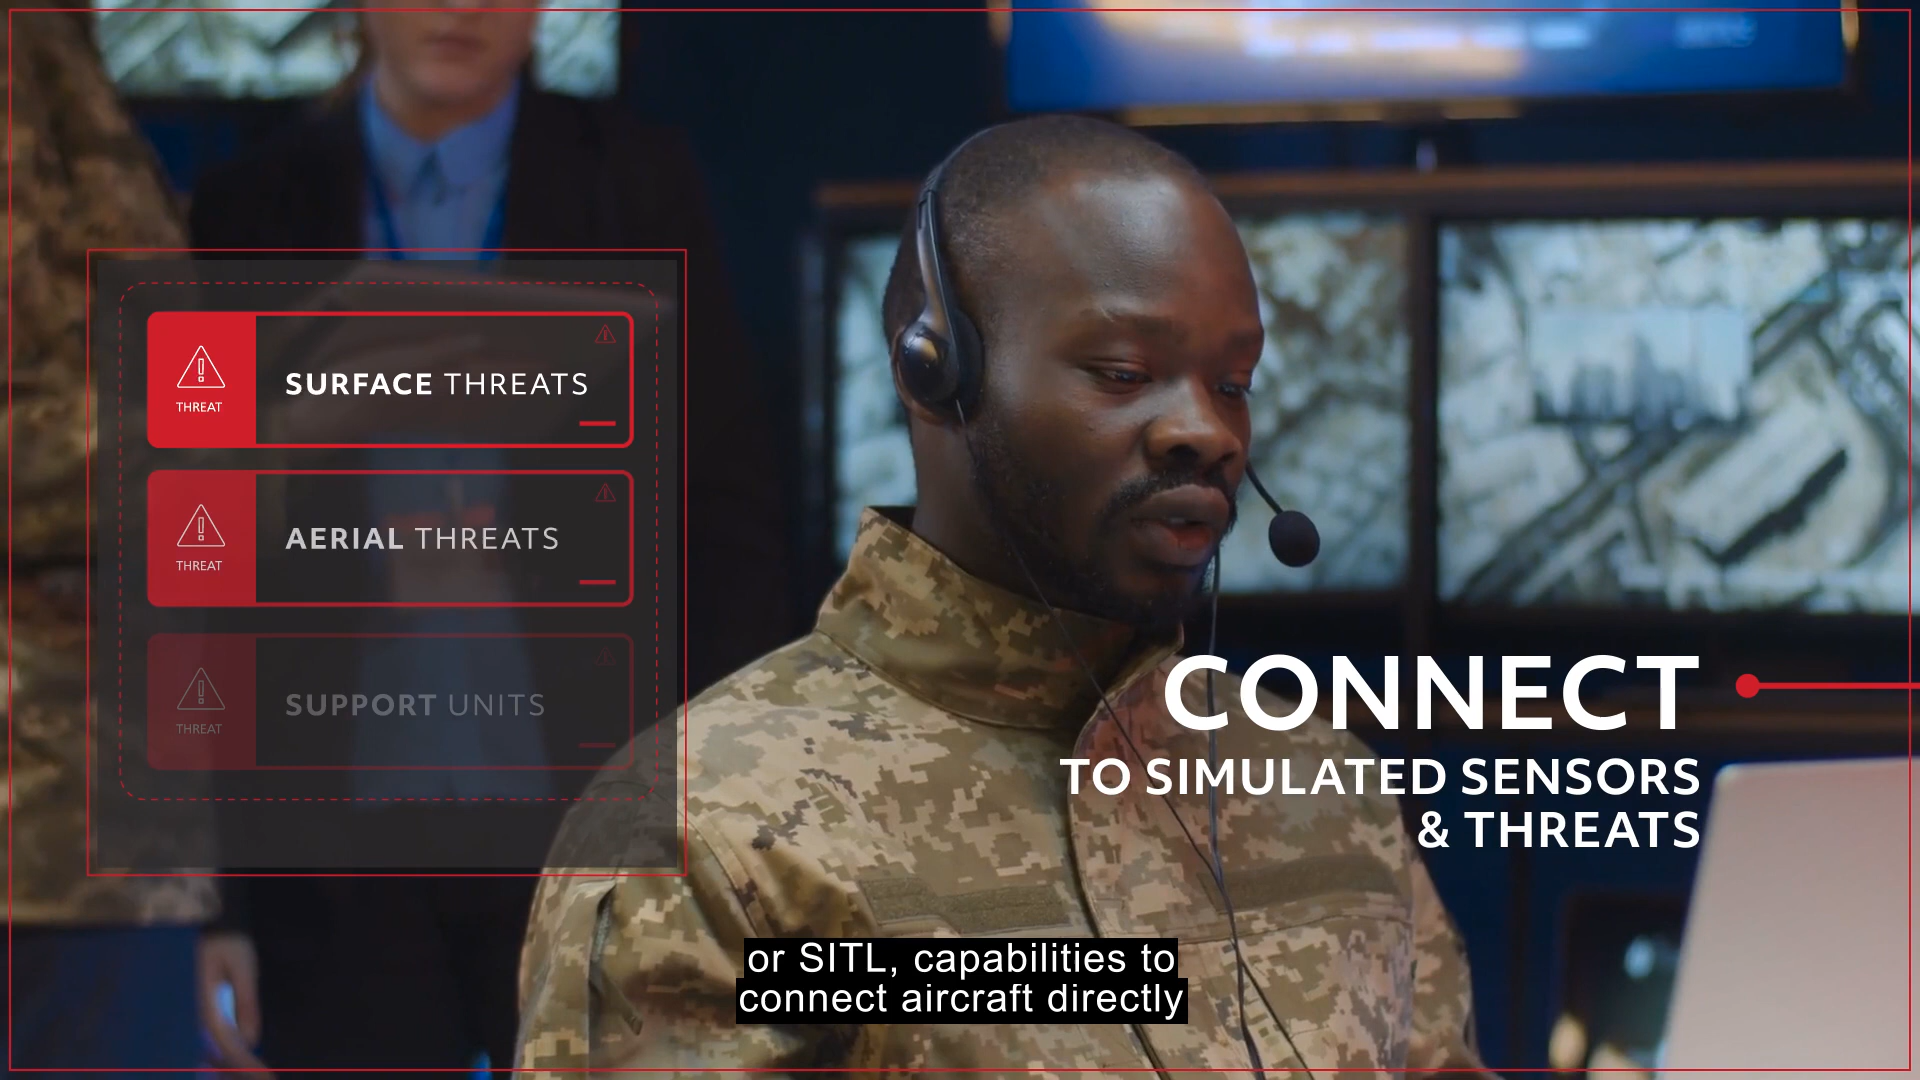 THREAT
SURFACE THREATS
THREAT
AERIAL THREATS
THREAT
SUPPORT UNITS
CONNECT
TO SIMULATED SENSORS
& THREATS
or SITL, capabilities to
connect aircraft directly